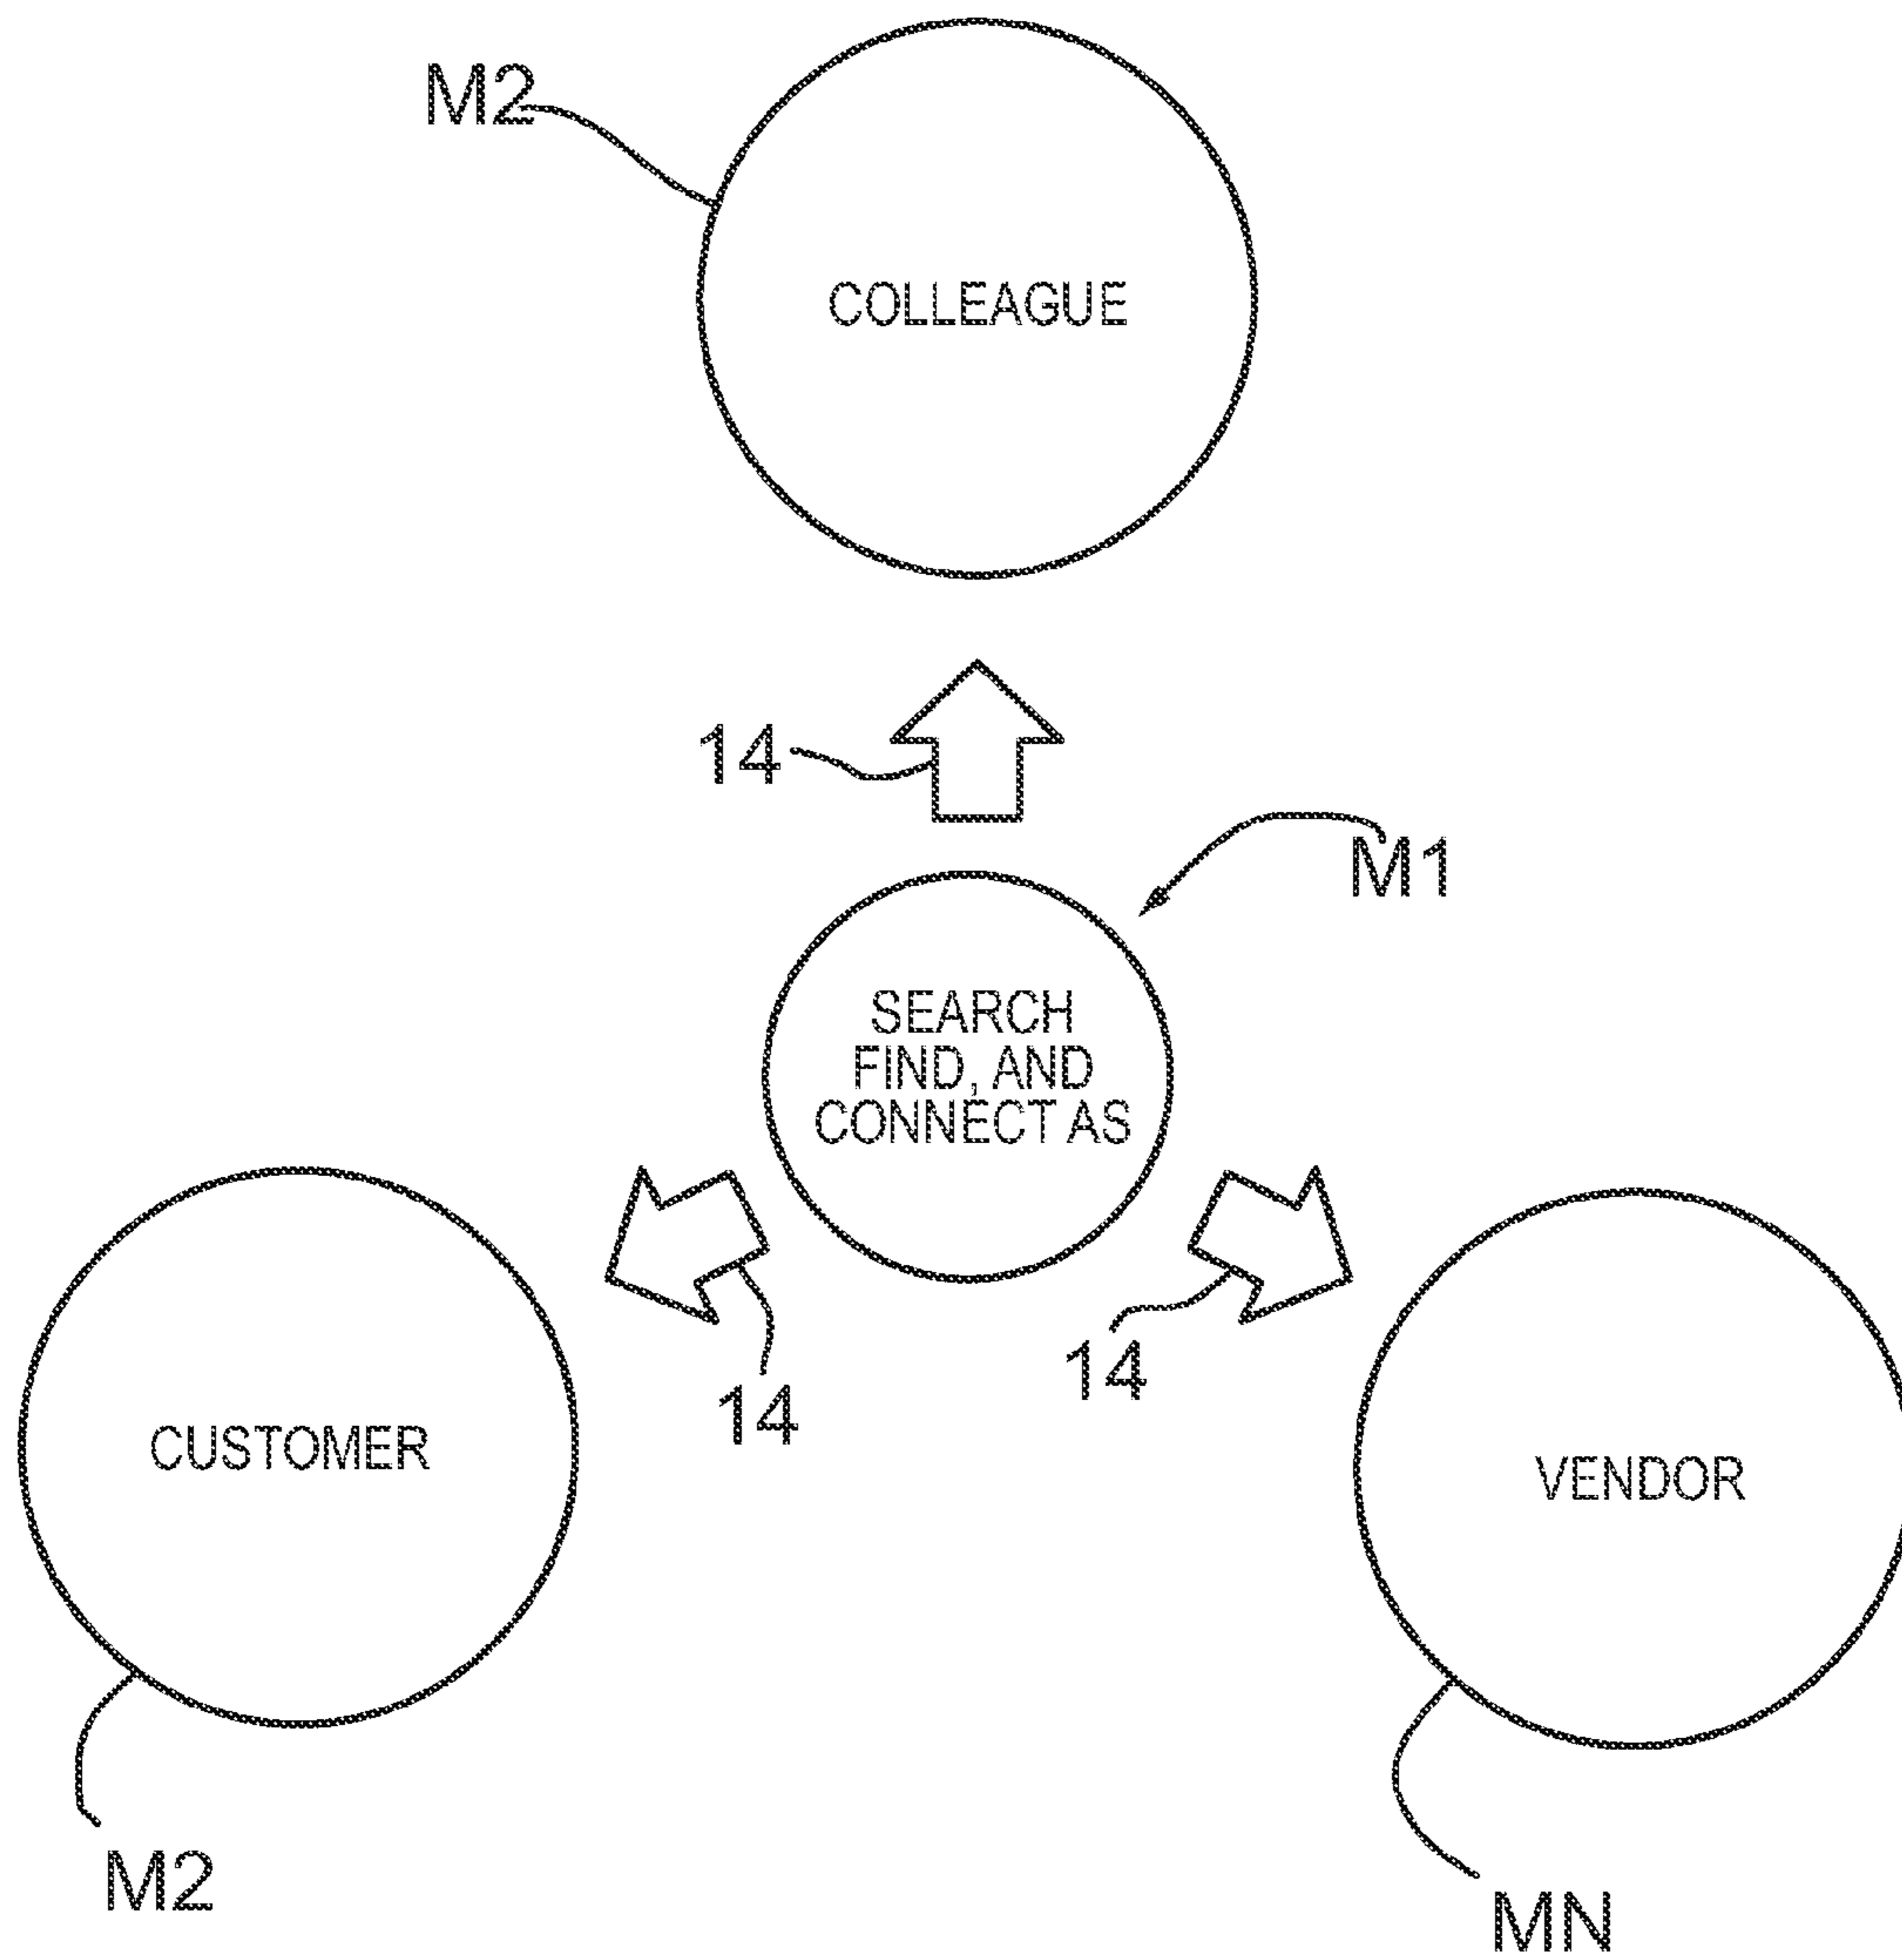 M2
COLLEAGUE
14
M1
SEARCH
FIND, AND
CONNECT AS
14
14
CUSTOMER
VENDOR
M2
MN